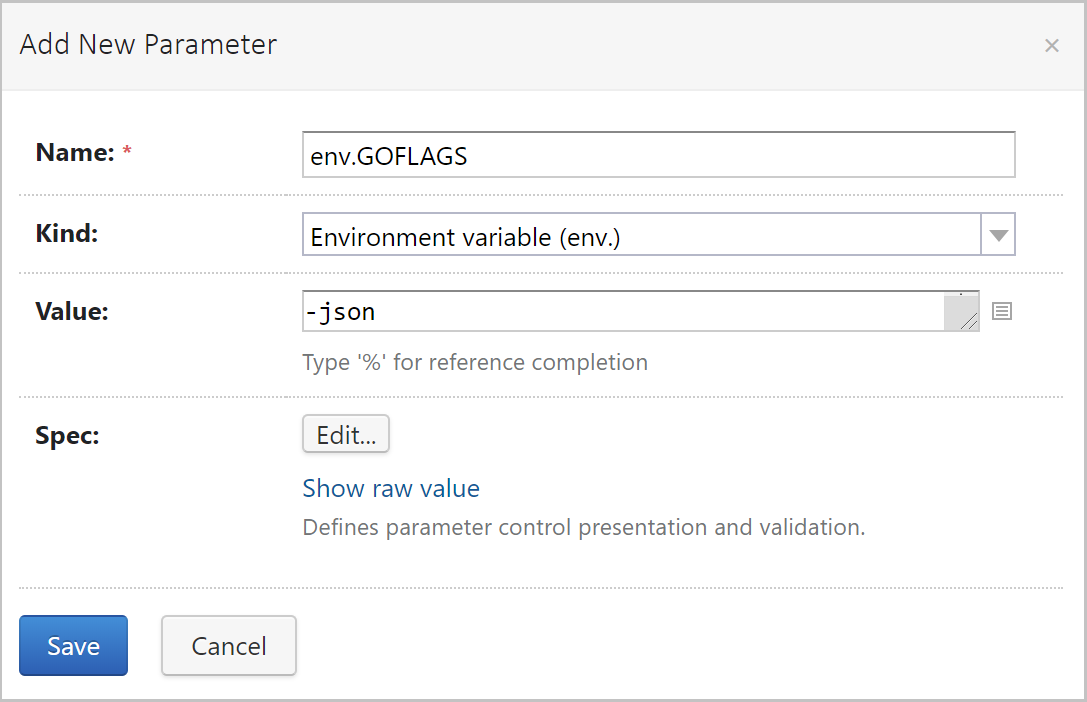 Add New Parameter
Name: *
env.GOFLAGS
Kind:
Environment variable (env.)
Value:
-json
Type '%' for reference completion
Spec:
Edit...
Show raw value
Defines parameter control presentation and validation.
Save
Cancel